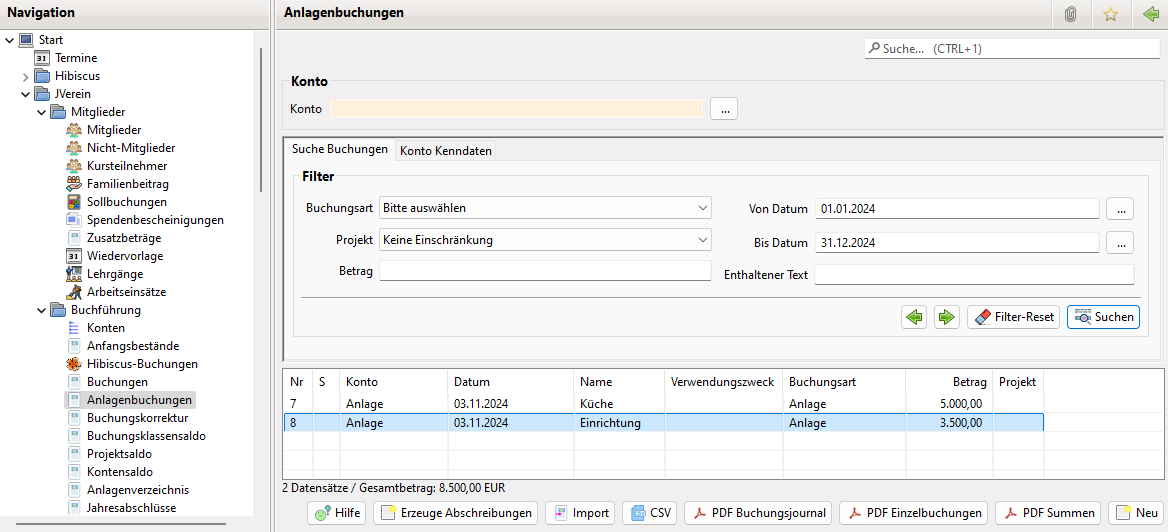 Navigation
Start
31 Termine
Hibiscus
JVerein
Mitglieder
Mitglieder
Nicht-Mitglieder
Kursteilnehmer
Familienbeitrag
Sollbuchungen
Spendenbescheinigungen
Zusatzbeträge
31 Wiedervorlage
Lehrgänge
Arbeitseinsätze
Buchführung
Konten
Anfangsbestände
Hibiscus-Buchungen
Buchungen
Anlagenbuchungen
Buchungskorrektur
Buchungsklassensaldo
Projektsaldo
Kontensaldo
Anlagenverzeichnis
Jahresabschlüsse
Anlagenbuchungen
Suche... (CTRL+1)
Konto
Konto ...
Suche Buchungen Konto Kenndaten
Filter
Buchungsart Bitte auswählen Von Datum 01.01.2024 ...
Projekt Keine Einschränkung Bis Datum 31.12.2024 ...
Betrag Enthaltener Text
Filter-Reset Suchen
Nr S Konto Datum Name Verwendungszweck Buchungsart Betrag Projekt
7 Anlage 03.11.2024 Küche Anlage 5.000,00
8 Anlage 03.11.2024 Einrichtung Anlage 3.500,00
2 Datensätze / Gesamtbetrag: 8.500,00 EUR
Hilfe Erzeuge Abschreibungen Import CSV PDF Buchungsjournal PDF Einzelbuchungen PDF Summen Neu